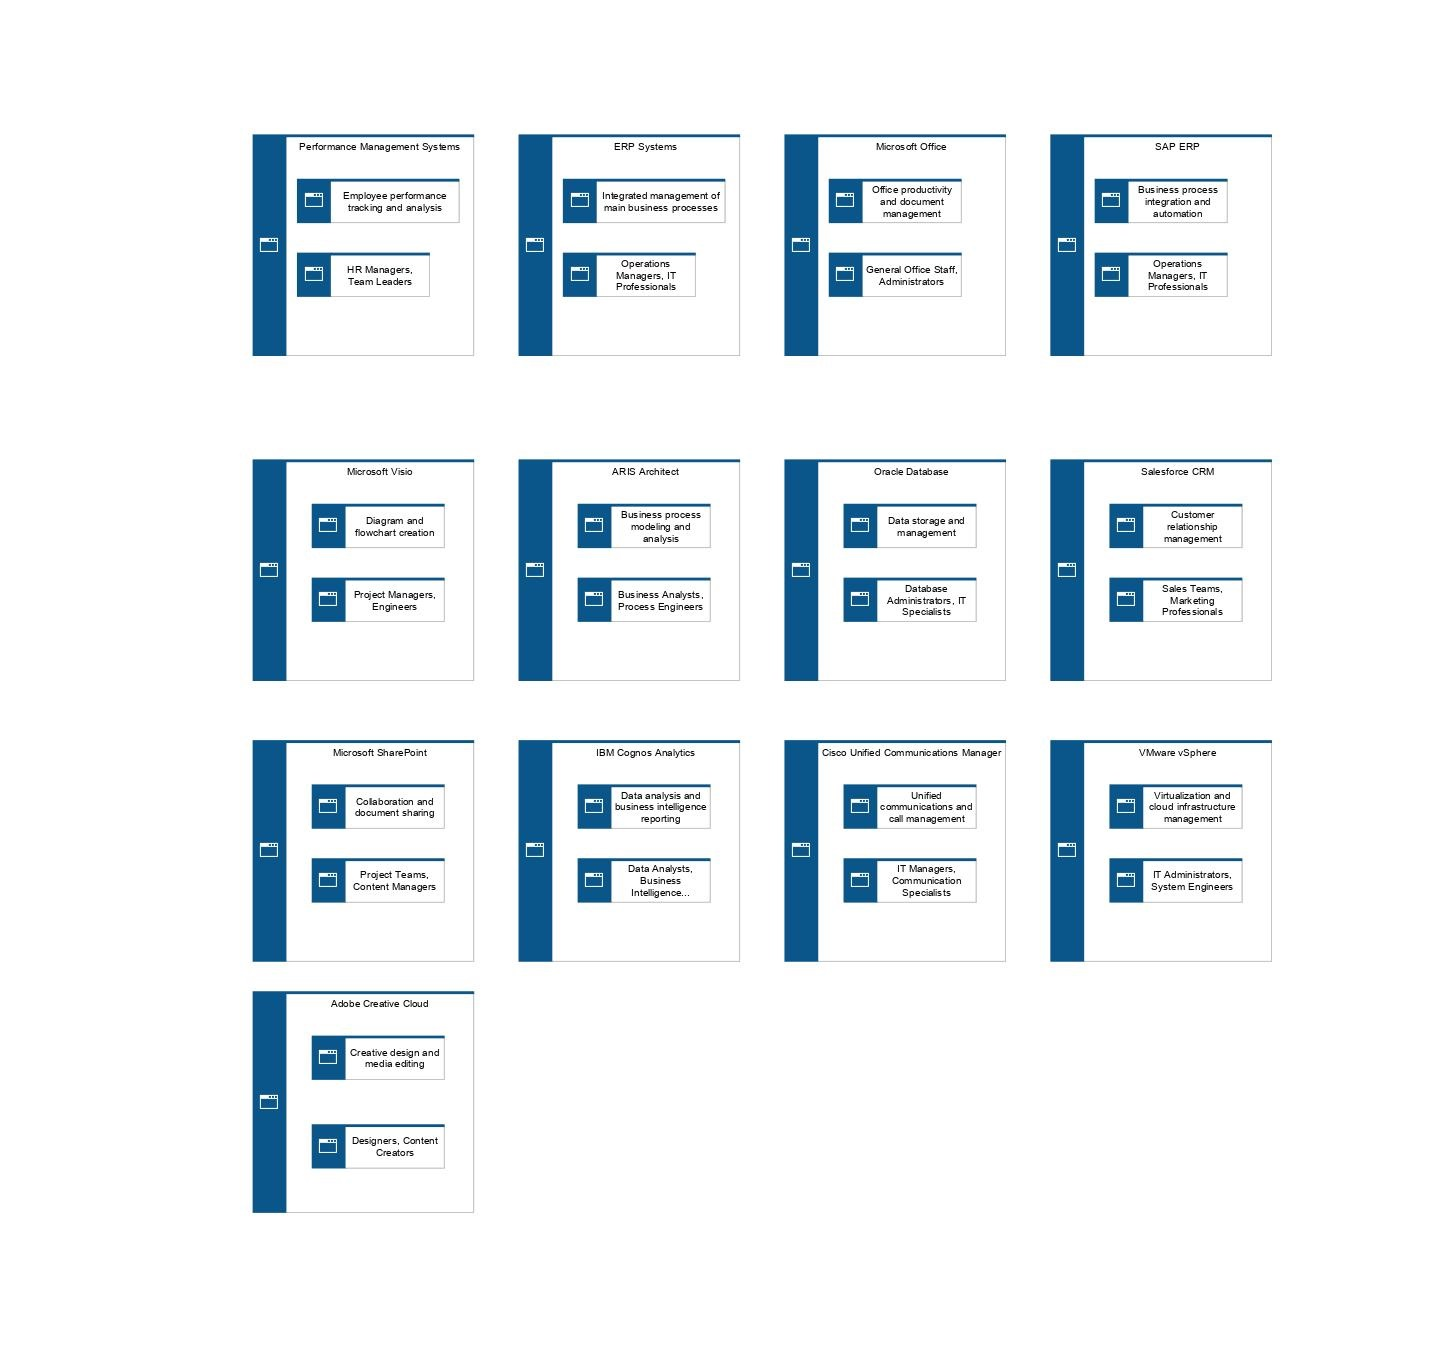 Performance Management Systems
Employee performance
tracking and analysis
HR Managers,
Team Leaders
ERP Systems
Integrated management of
main business processes
Operations
Managers, IT
Professionals
Microsoft Office
Office productivity
and document
management
General Office Staff,
Administrators
SAP ERP
Business process
integration and
automation
Operations
Managers, IT
Professionals
Microsoft Visio
Diagram and
flowchart creation
Project Managers,
Engineers
ARIS Architect
Business process
modeling and
analysis
Business Analysts,
Process Engineers
Oracle Database
Data storage and
management
Database
Administrators, IT
Specialists
Salesforce CRM
Customer
relationship
management
Sales Teams,
Marketing
Professionals
Microsoft SharePoint
Collaboration and
document sharing
Project Teams,
Content Managers
IBM Cognos Analytics
Data analysis and
business intelligence
reporting
Data Analysts,
Business
Intelligence...
Cisco Unified Communications Manager
Unified
communications and
call management
IT Managers,
Communication
Specialists
VMware vSphere
Virtualization and
cloud infrastructure
management
IT Administrators,
System Engineers
Adobe Creative Cloud
Creative design and
media editing
Designers, Content
Creators